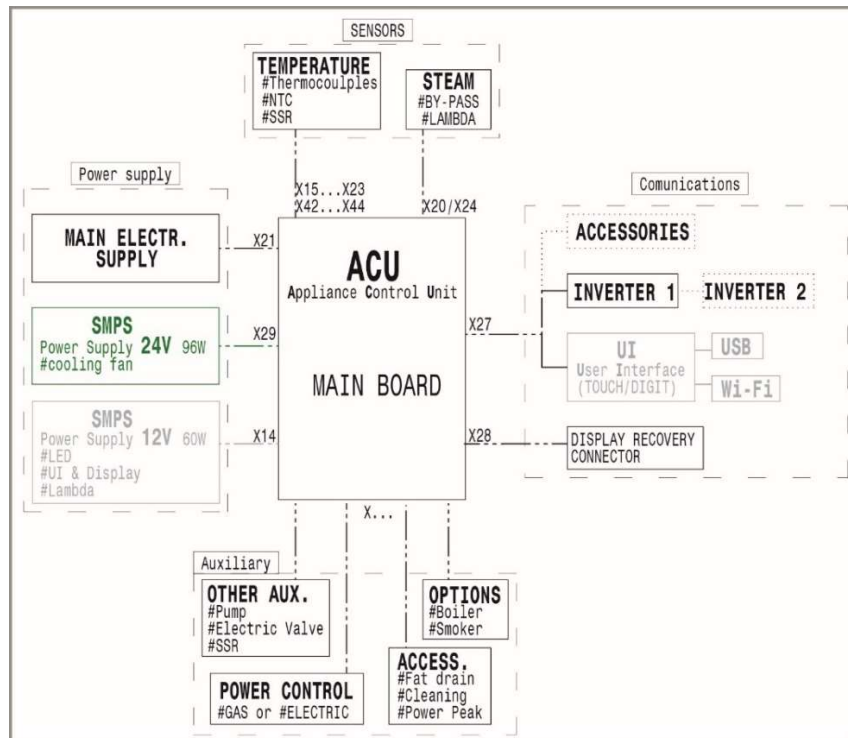 SENSORS
TEMPERATURE
#Thermocoulples
#NTC
#SSR
STEAM
#BY-PASS
#LAMBDA
Power supply
X15...X23
X42...X44
X20/X24
Comunications
MAIN ELECTR.
SUPPLY
X21
ACU
Appliance Control Unit
MAIN BOARD
ACCESSORIES
INVERTER 1
INVERTER 2
SMPS
Power Supply 24V 96W
#cooling fan
X29
X27
UI
User Interface
(TOUCH/DIGIT)
USB
Wi-Fi
SMPS
Power Supply 12V 60W
#LED
#UI & Display
#Lambda
X14
X28
DISPLAY RECOVERY
CONNECTOR
X...
Auxiliary
OTHER AUX.
#Pump
#Electric Valve
#SSR
OPTIONS
#Boiler
#Smoker
POWER CONTROL
#GAS or #ELECTRIC
ACCESS.
#Fat drain
#Cleaning
#Power Peak